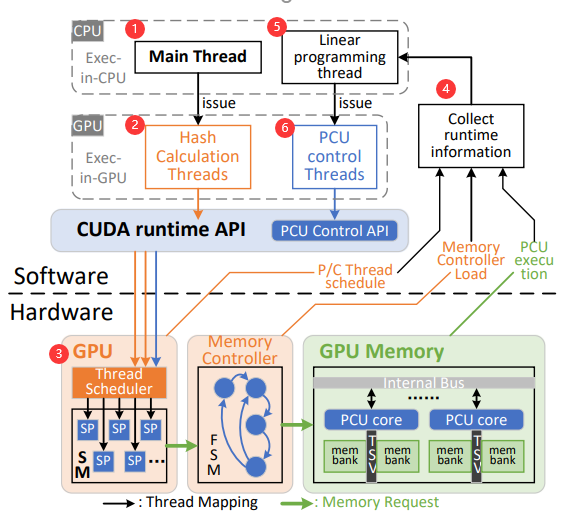 CPU
1
5
Exec-
in-CPU
Main Thread
Linear
programming
thread
4
issue
issue
Collect
runtime
information
GPU
2
6
Exec-
in-GPU
Hash
Calculation
Threads
PCU
control
Threads
CUDA runtime API
PCU Control API
P/C Thread
schedule
Memory
Controller
Load
PCU
execu
tion
Software
Hardware
3
GPU
Thread
Scheduler
SP
SP
SP
SP
SP
...
S
M
Memory
Controller
F
S
M
GPU Memory
Internal Bus
......
PCU core
PCU core
mem
bank
TSV
mem
bank
mem
bank
TSV
mem
bank
: Thread Mapping
: Memory Request